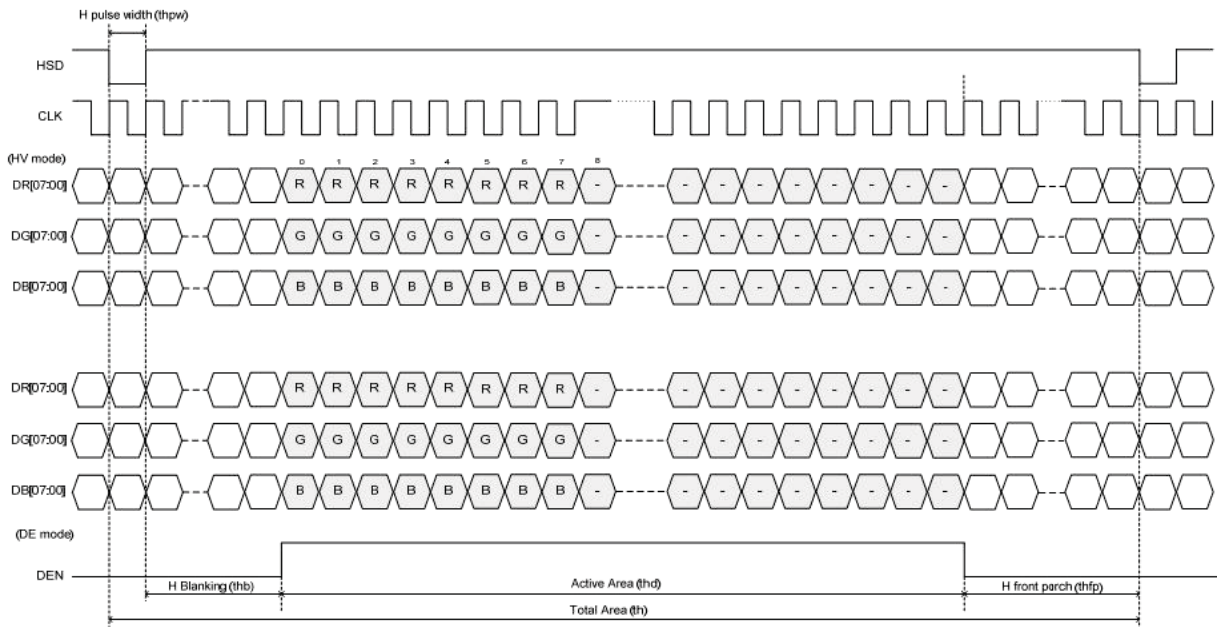 H pulse width (thpw)
HSD
CLK
(HV mode)
0 1 2 3 4 5 6 7 8
DR[07:00] R R R R R R R R - - - - - - - - -
DG[07:00] G G G G G G G G - - - - - - - - -
DB[07:00] B B B B B B B B - - - - - - - - -
DR[07:00] R R R R R R R R - - - - - - - - -
DG[07:00] G G G G G G G G - - - - - - - - -
DB[07:00] B B B B B B B B - - - - - - - - -
(DE mode)
DEN
H Blanking (thb) Active Area (thd) H front parch (thfp)
Total Area (th)